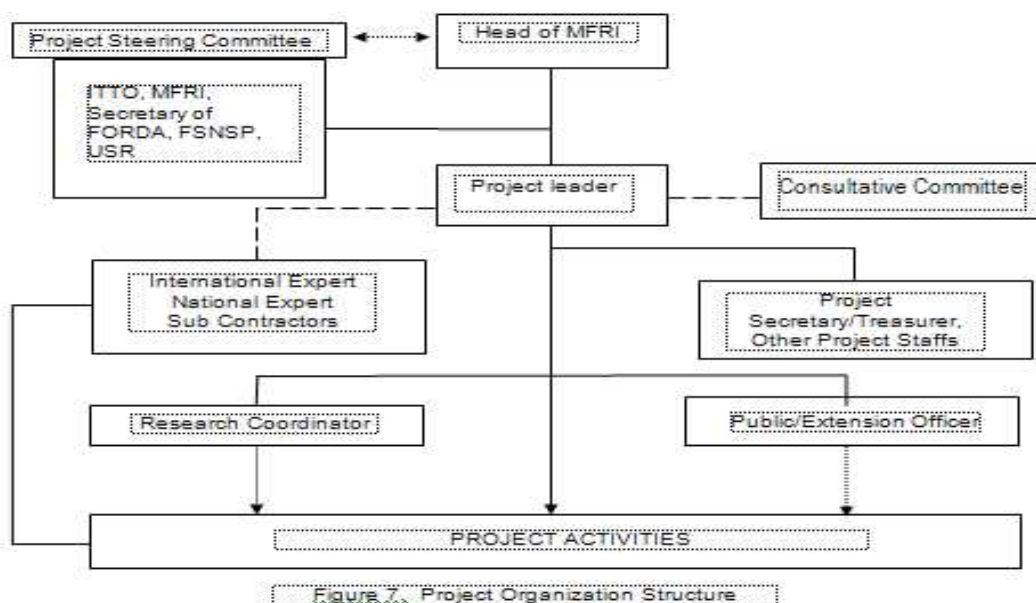 Project Steering Committee
Head of MFRI
ITTO, MFRI,
Secretary of
FORDA, FSNSP,
USR
Project leader
Consultative Committee
International Expert
National Expert
Sub Contractors
Project
Secretary/Treasurer,
Other Project Staffs
Research Coordinator
Public/Extension Officer
PROJECT ACTIVITIES
Figure 7. Project Organization Structure